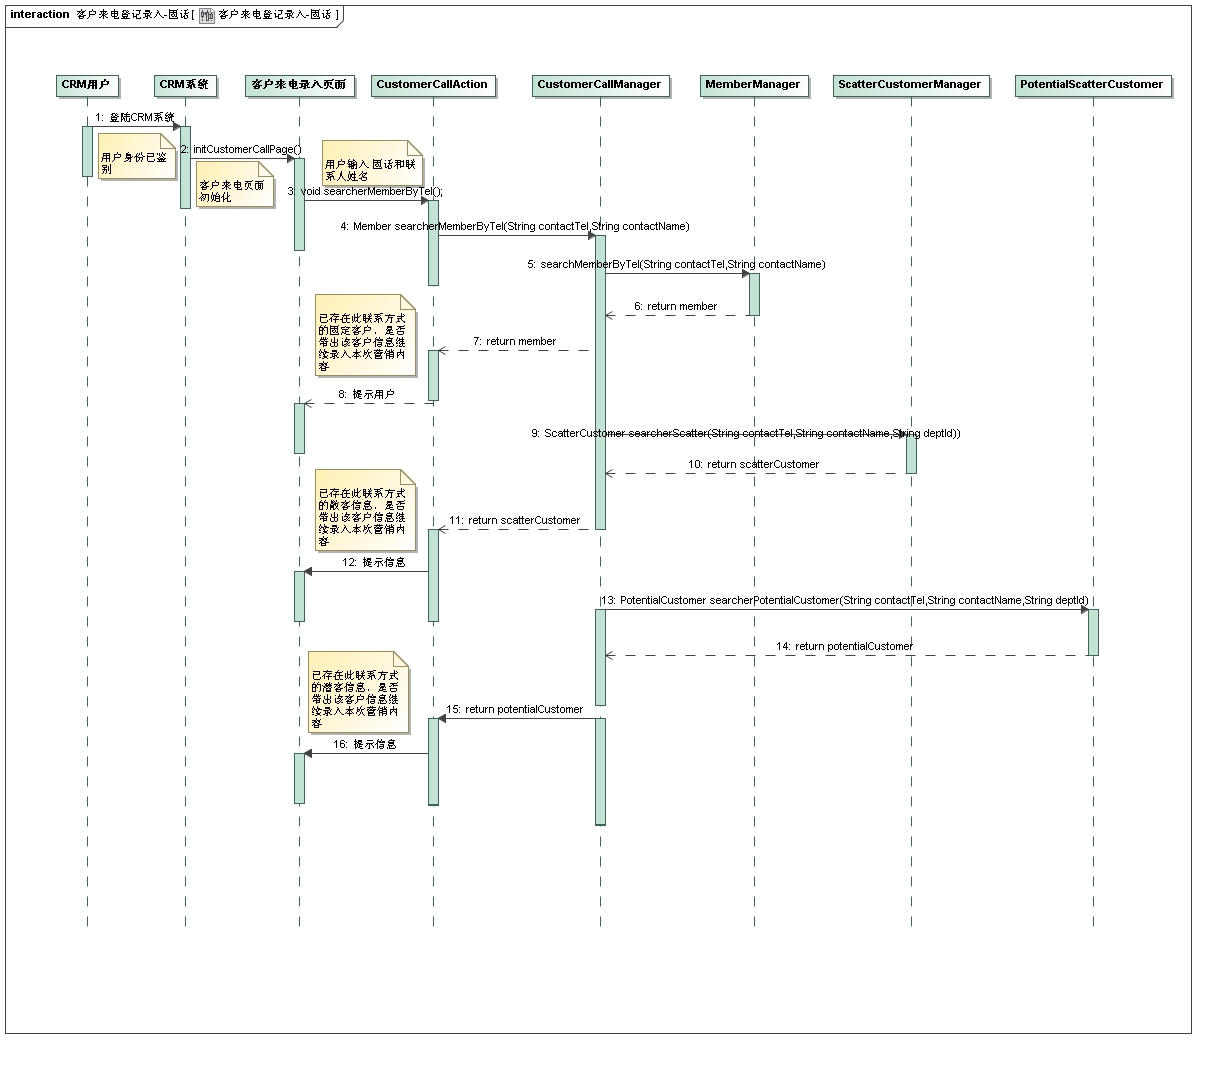 interaction 客户来电登记录入-固话[ 客户来电登记录入-固话 ]
CRM用户
CRM系统
客户来电录入页面
CustomerCallAction
CustomerCallManager
MemberManager
ScatterCustomerManager
PotentialScatterCustomer
1: 登陆CRM系统
用户身份已鉴
别
2: initCustomerCallPage()
客户来电页面
初始化
用户输入 固话和联
系人姓名
3: void searcherMemberByTel();
4: Member searcherMemberByTel(String contactTel,String contactName)
5: searchMemberByTel(String contactTel,String contactName)
6: return member
已存在此联系方式
的固定客户，是否
带出该客户信息继
续录入本次营销内
容
7: return member
8: 提示用户
9: ScatterCustomer searcherScatter(String contactTel,String contactName,String deptId))
10: return scatterCustomer
已存在此联系方式
的散客信息，是否
带出该客户信息继
续录入本次营销内
容
11: return scatterCustomer
12: 提示信息
13: PotentialCustomer searcherPotentialCustomer(String contactTel,String contactName,String deptId)
14: return potentialCustomer
已存在此联系方式
的潜客信息，是否
带出该客户信息继
续录入本次营销内
容
15: return potentialCustomer
16: 提示信息